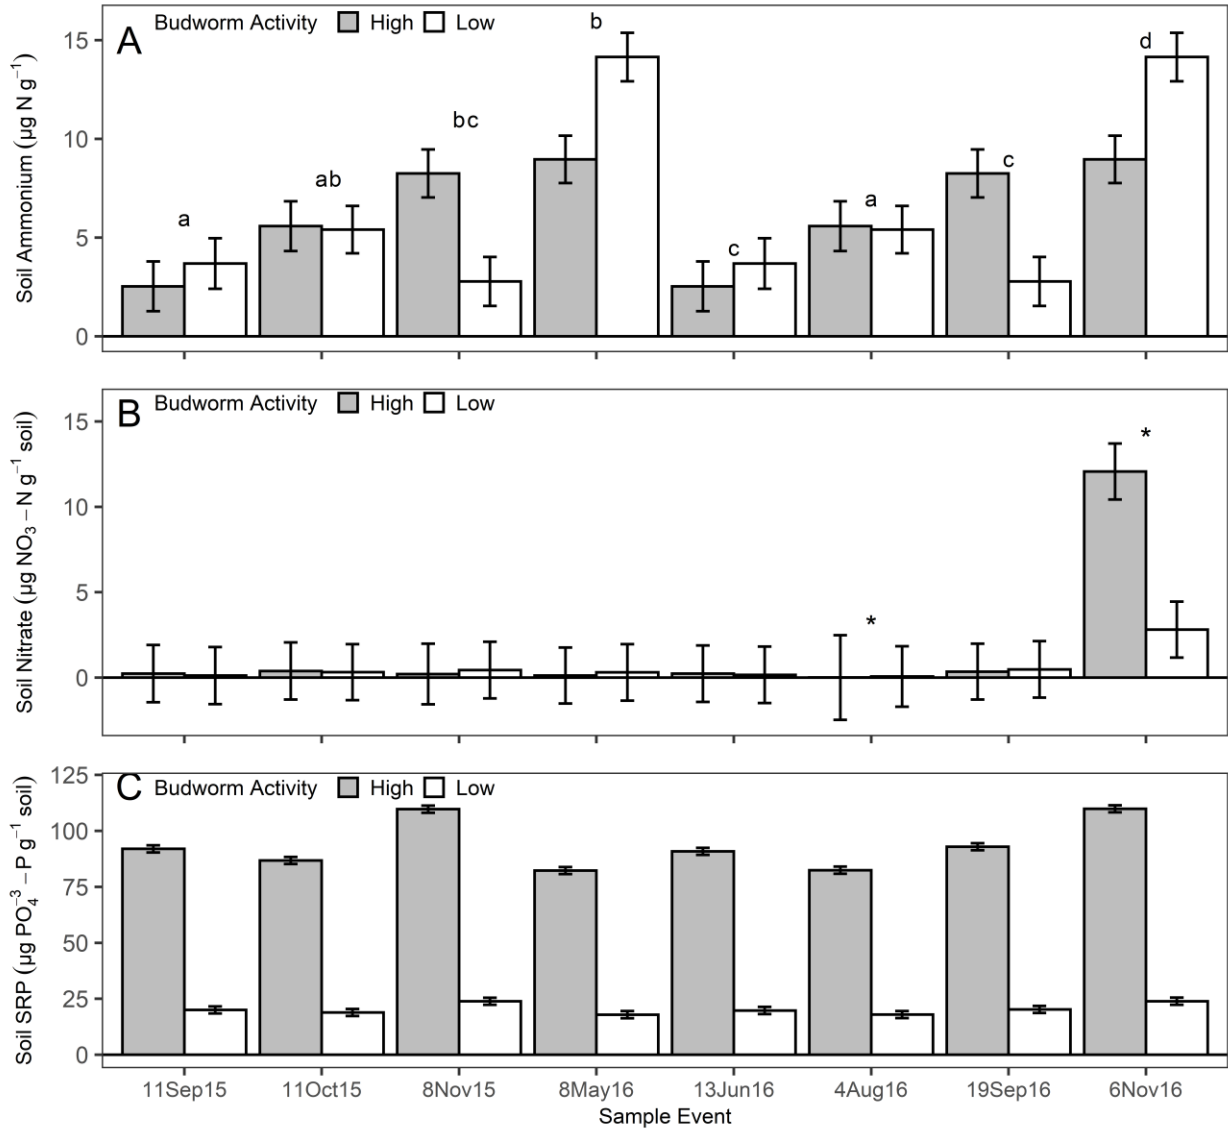 A Budworm Activity High Low
Soil Ammonium (µg N g⁻¹)
15
10
5
0
a ab bc b c a c d
B Budworm Activity High Low
Soil Nitrate (µg NO₃ – N g⁻¹ soil)
15
10
5
0
* *
C Budworm Activity High Low
Soil SRP (µg PO₄⁻³ – P g⁻¹ soil)
125
100
75
50
25
0
11Sep15 11Oct15 8Nov15 8May16 13Jun16 4Aug16 19Sep16 6Nov16
Sample Event